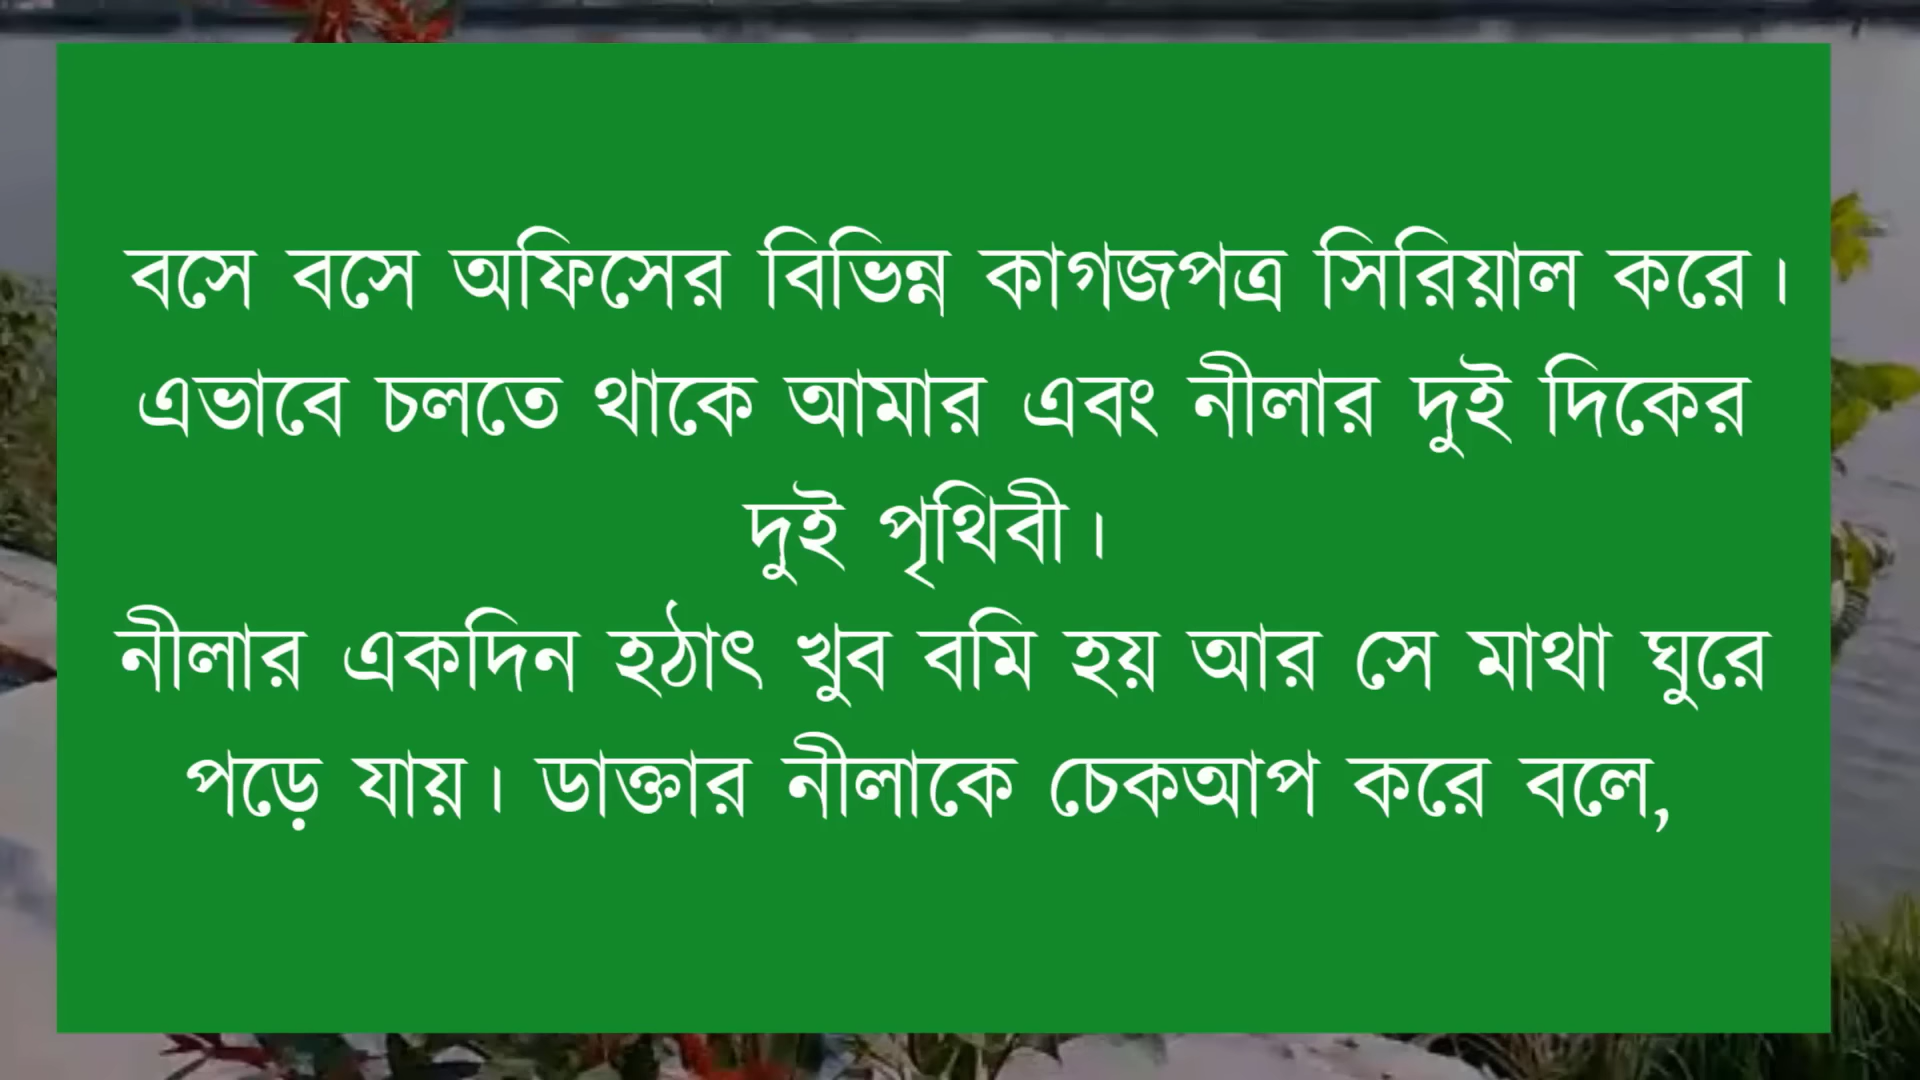 বসে বসে অফিসের বিভিন্ন কাগজপত্র সিরিয়াল করে।
এভাবে চলতে থাকে আমার এবং নীলার দুই দিকের
দুই পৃথিবী।
নীলার একদিন হঠাৎ খুব বমি হয় আর সে মাথা ঘুরে
পড়ে যায়। ডাক্তার নীলাকে চেকআপ করে বলে,